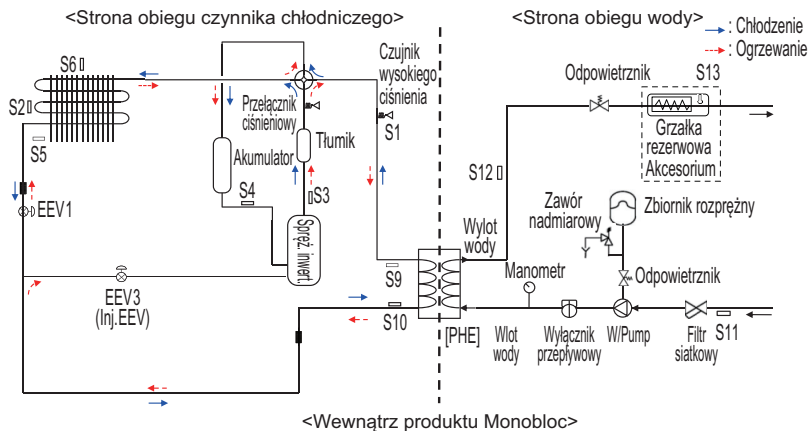 <Strona obiegu czynnika chłodniczego>
<Strona obiegu wody>
: Chłodzenie
: Ogrzewanie
S6
S2
S5
EEV1
EEV3
(Inj.EEV)
Przełącznik
ciśnieniowy
Akumulator
S4
Tłumik
S3
Spręż.
inwert.
Czujnik
wysokiego
ciśnienia
S1
S9
S10
[PHE]
Odpowietrznik
S13
Grzałka
rezerwowa
Akcesorium
S12
Wylot
wody
Zawór
nadmiarowy
Zbiornik rozprężny
Manometr
Odpowietrznik
Wlot
wody
Wyłącznik
przepływowy
W/Pump
Filtr
siatkowy
S11
<Wewnątrz produktu Monobloc>